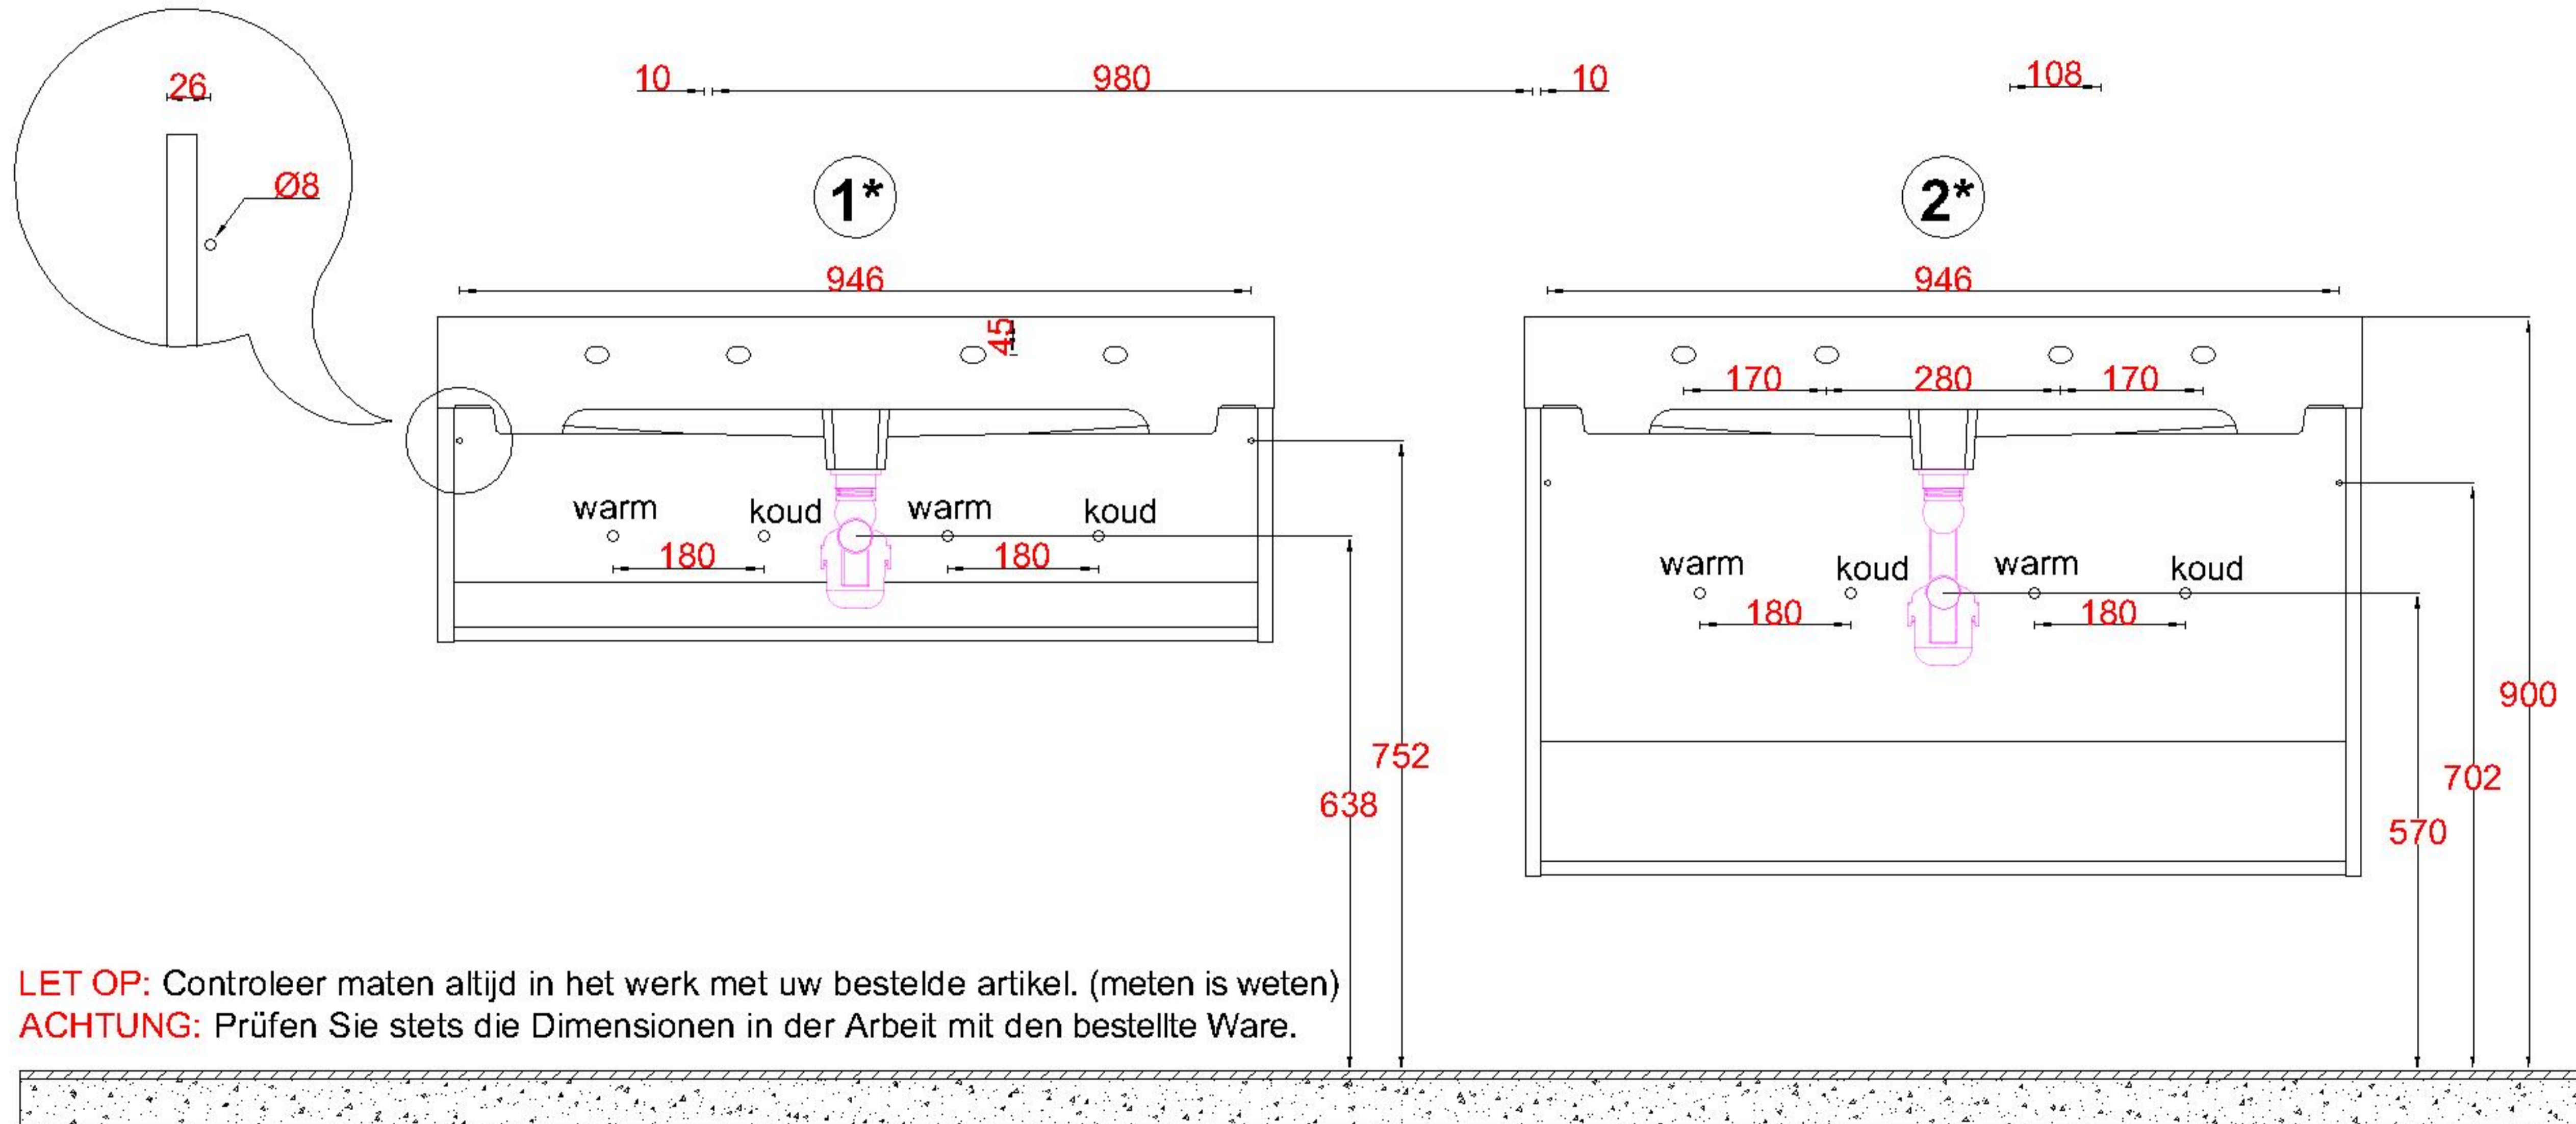 26
10
980
10
108
Ø8
1*
2*
946
946
45
170
280
170
warm
koud
warm
koud
180
180
warm
koud
warm
koud
180
180
900
752
702
638
570
LET OP: Controleer maten altijd in het werk met uw bestelde artikel. (meten is weten)
ACHTUNG: Prüfen Sie stets die Dimensionen in der Arbeit mit den bestellte Ware.